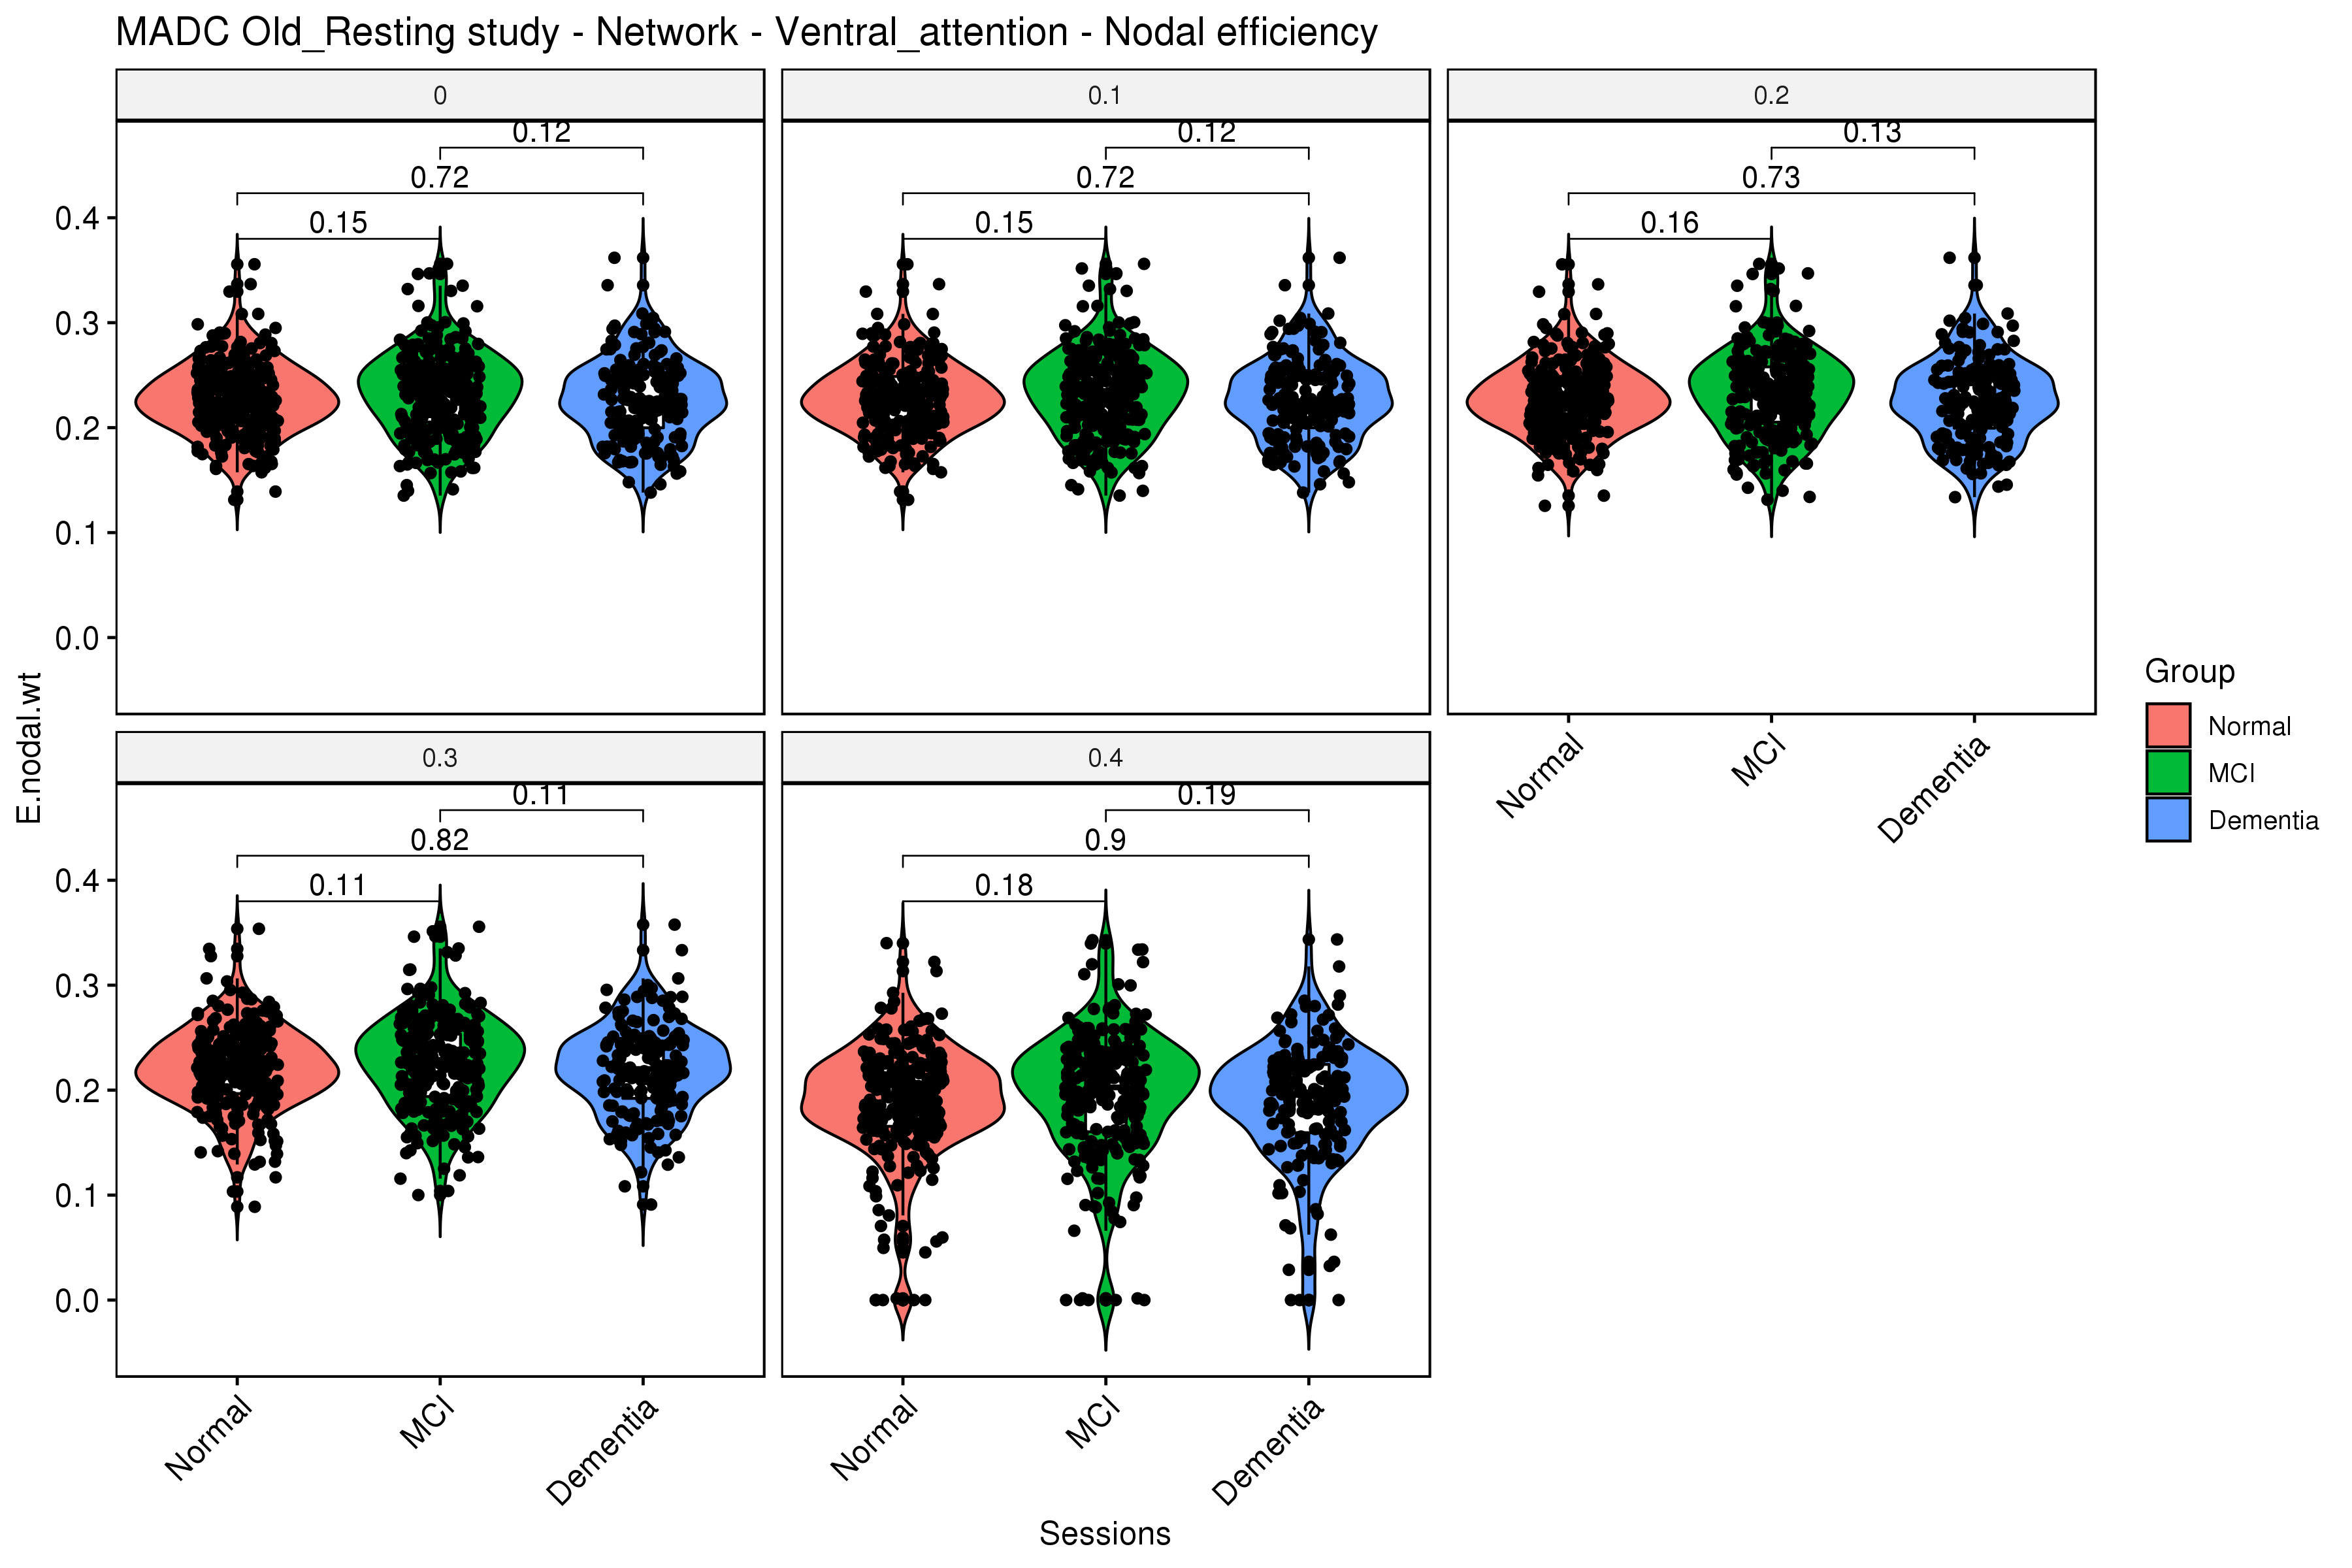 MADC Old_Resting study - Network - Ventral_attention - Nodal efficiency
0
0.1
0.2
0.12
0.72
0.15
0.12
0.72
0.15
0.13
0.73
0.16
0.4
0.3
0.2
0.1
0.0
Normal
MCI
Dementia
0.3
0.4
0.11
0.82
0.11
0.19
0.9
0.18
0.4
0.3
0.2
0.1
0.0
Normal
MCI
Dementia
Normal
MCI
Dementia
E.nodal.wt
Sessions
Group
Normal
MCI
Dementia